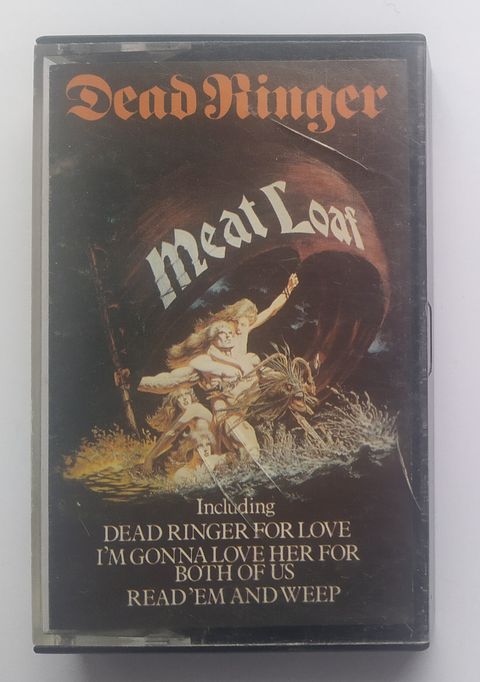 Dead Ringer
Meat Loaf
Including
DEAD RINGER FOR LOVE
I'M GONNA LOVE HER FOR
BOTH OF US
READ 'EM AND WEEP